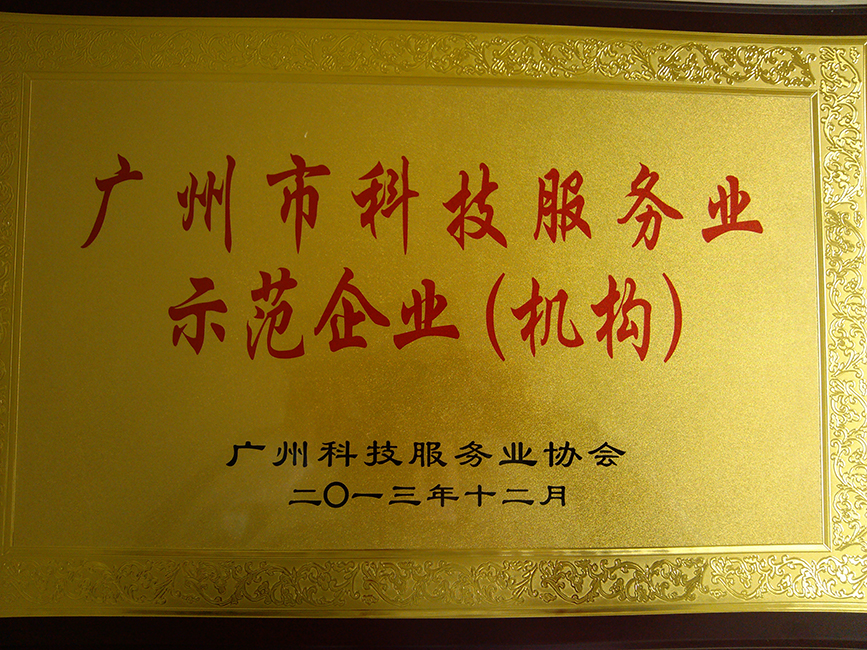 广州市科技服务业
示范企业(机构)
广州科技服务业协会
二〇一三年十二月